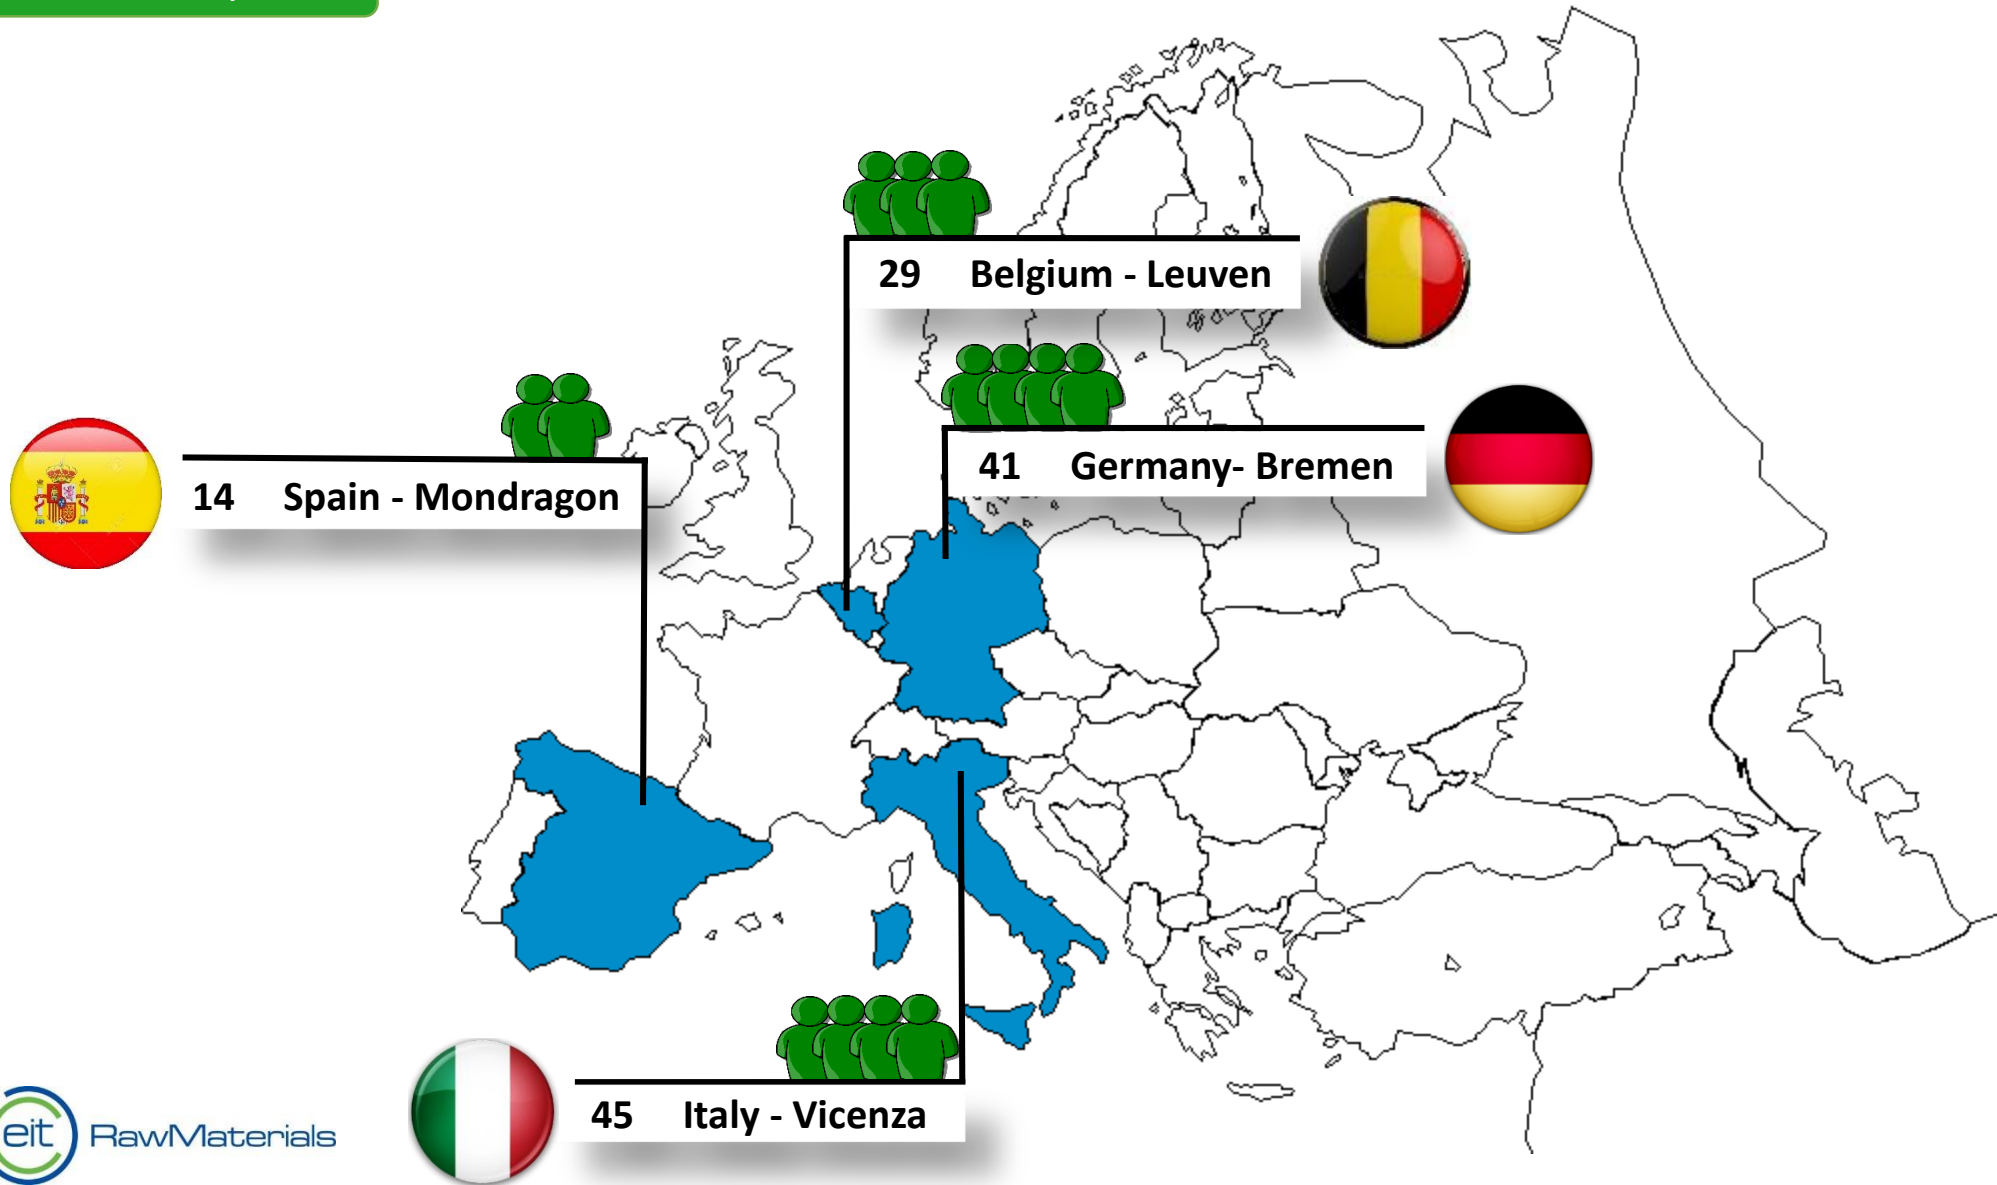 29 Belgium - Leuven
41 Germany- Bremen
14 Spain - Mondragon
45 Italy - Vicenza
eit RawMaterials